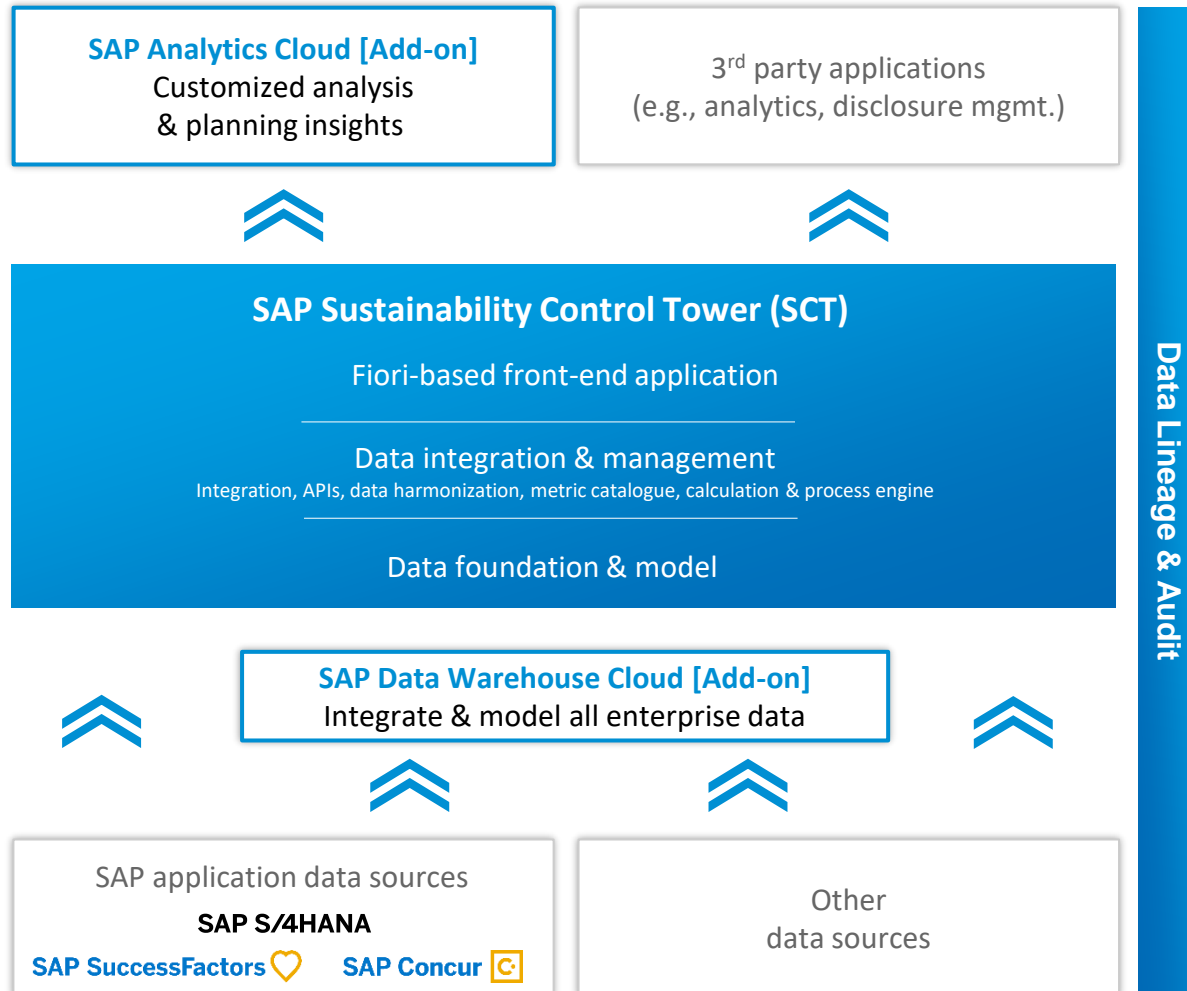 SAP Analytics Cloud [Add-on]
Customized analysis
& planning insights
3rd party applications
(e.g., analytics, disclosure mgmt.)
SAP Sustainability Control Tower (SCT)
Fiori-based front-end application
Data integration & management
Integration, APIs, data harmonization, metric catalogue, calculation & process engine
Data foundation & model
SAP Data Warehouse Cloud [Add-on]
Integrate & model all enterprise data
SAP application data sources
SAP S/4HANA
SAP SuccessFactors
SAP Concur C
Other
data sources
Data Lineage & Audit